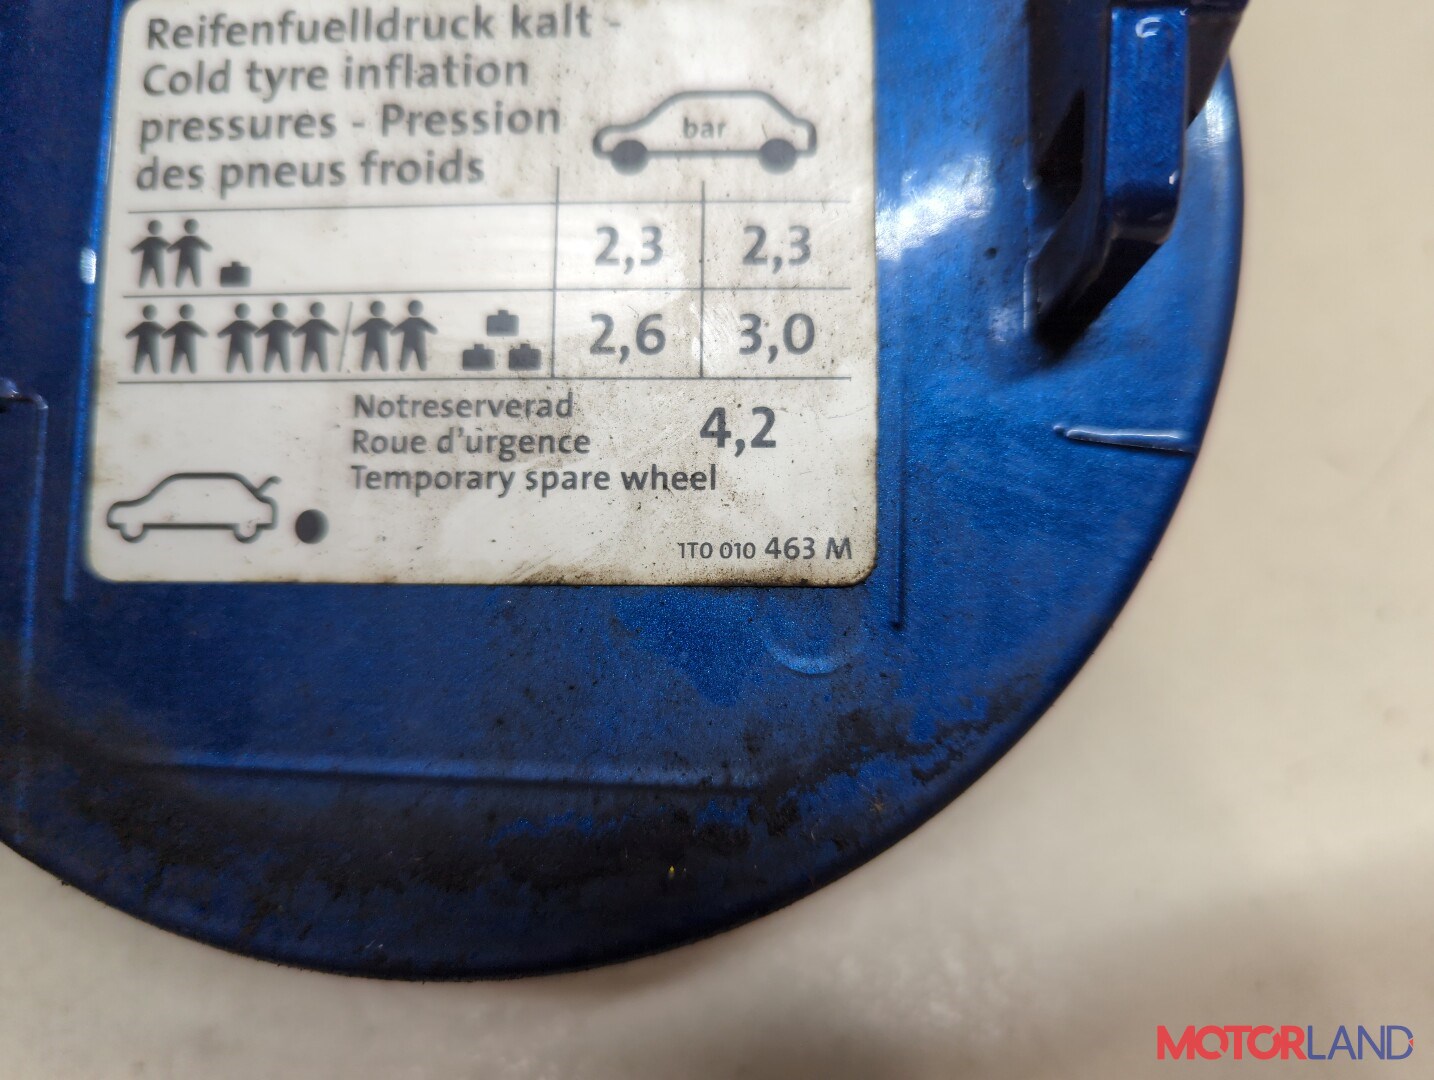 Reifenfuelldruck kalt -
Cold tyre inflation
pressures - Pression
des pneus froids
bar
2,3 2,3
2,6 3,0
Notreserverad
Roue d'urgence
Temporary spare wheel
4,2
1T0 010 463 M
MOTORLAND